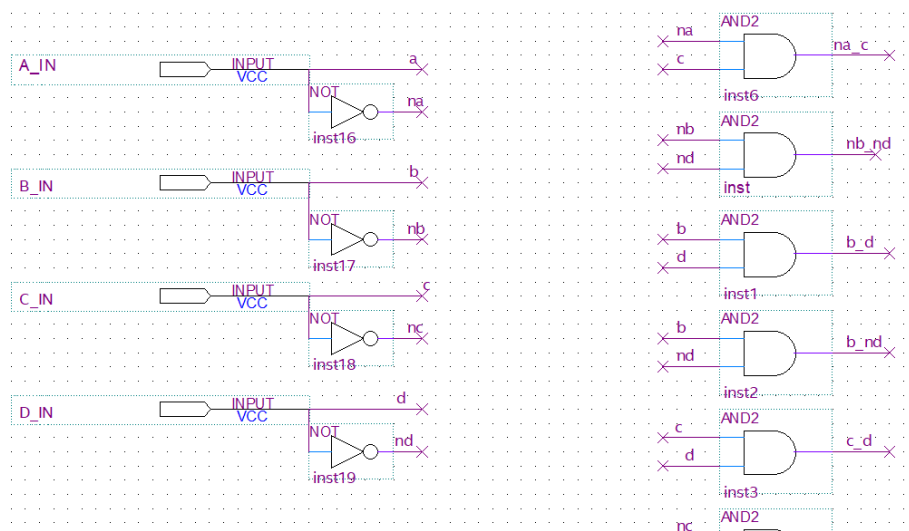 A_IN
INPUT
VCC
a
NOT
na
inst16
B_IN
INPUT
VCC
b
NOT
nb
inst17
C_IN
INPUT
VCC
c
NOT
nc
inst18
D_IN
INPUT
VCC
d
NOT
nd
inst19
AND2
na
c
na_c
inst6
AND2
nb
nd
nb_nd
inst
AND2
b
d
b_d
inst1
AND2
b
nd
b_nd
inst2
AND2
c
d
c_d
inst3
AND2
nc